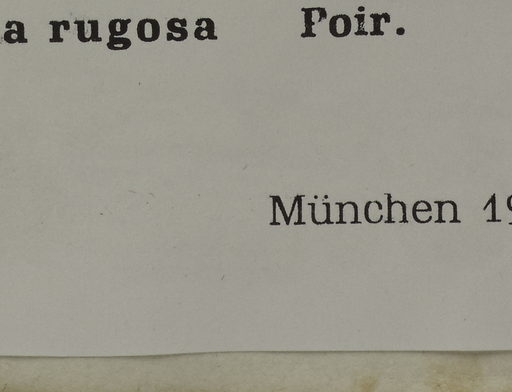 a rugosa Poir.
München 19